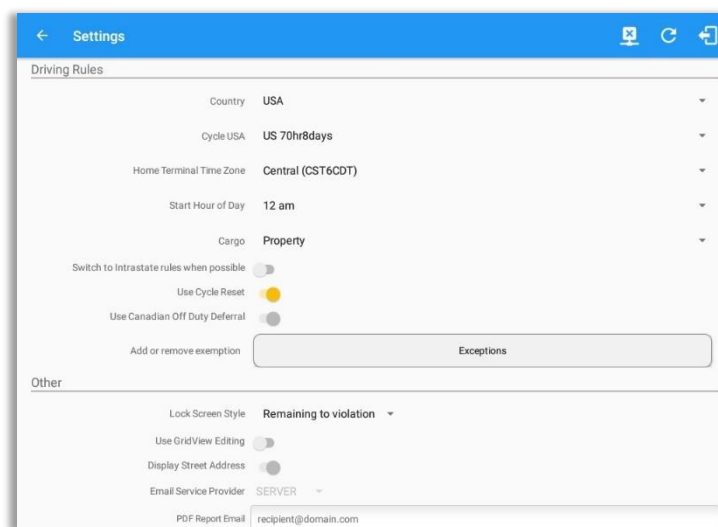 Settings
Driving Rules
Country USA
Cycle USA US 70hr8days
Home Terminal Time Zone Central (CST6CDT)
Start Hour of Day 12 am
Cargo Property
Switch to Intrastate rules when possible
Use Cycle Reset
Use Canadian Off Duty Deferral
Add or remove exemption Exceptions
Other
Lock Screen Style Remaining to violation
Use GridView Editing
Display Street Address
Email Service Provider SERVER
PDF Report Email recipient@domain.com